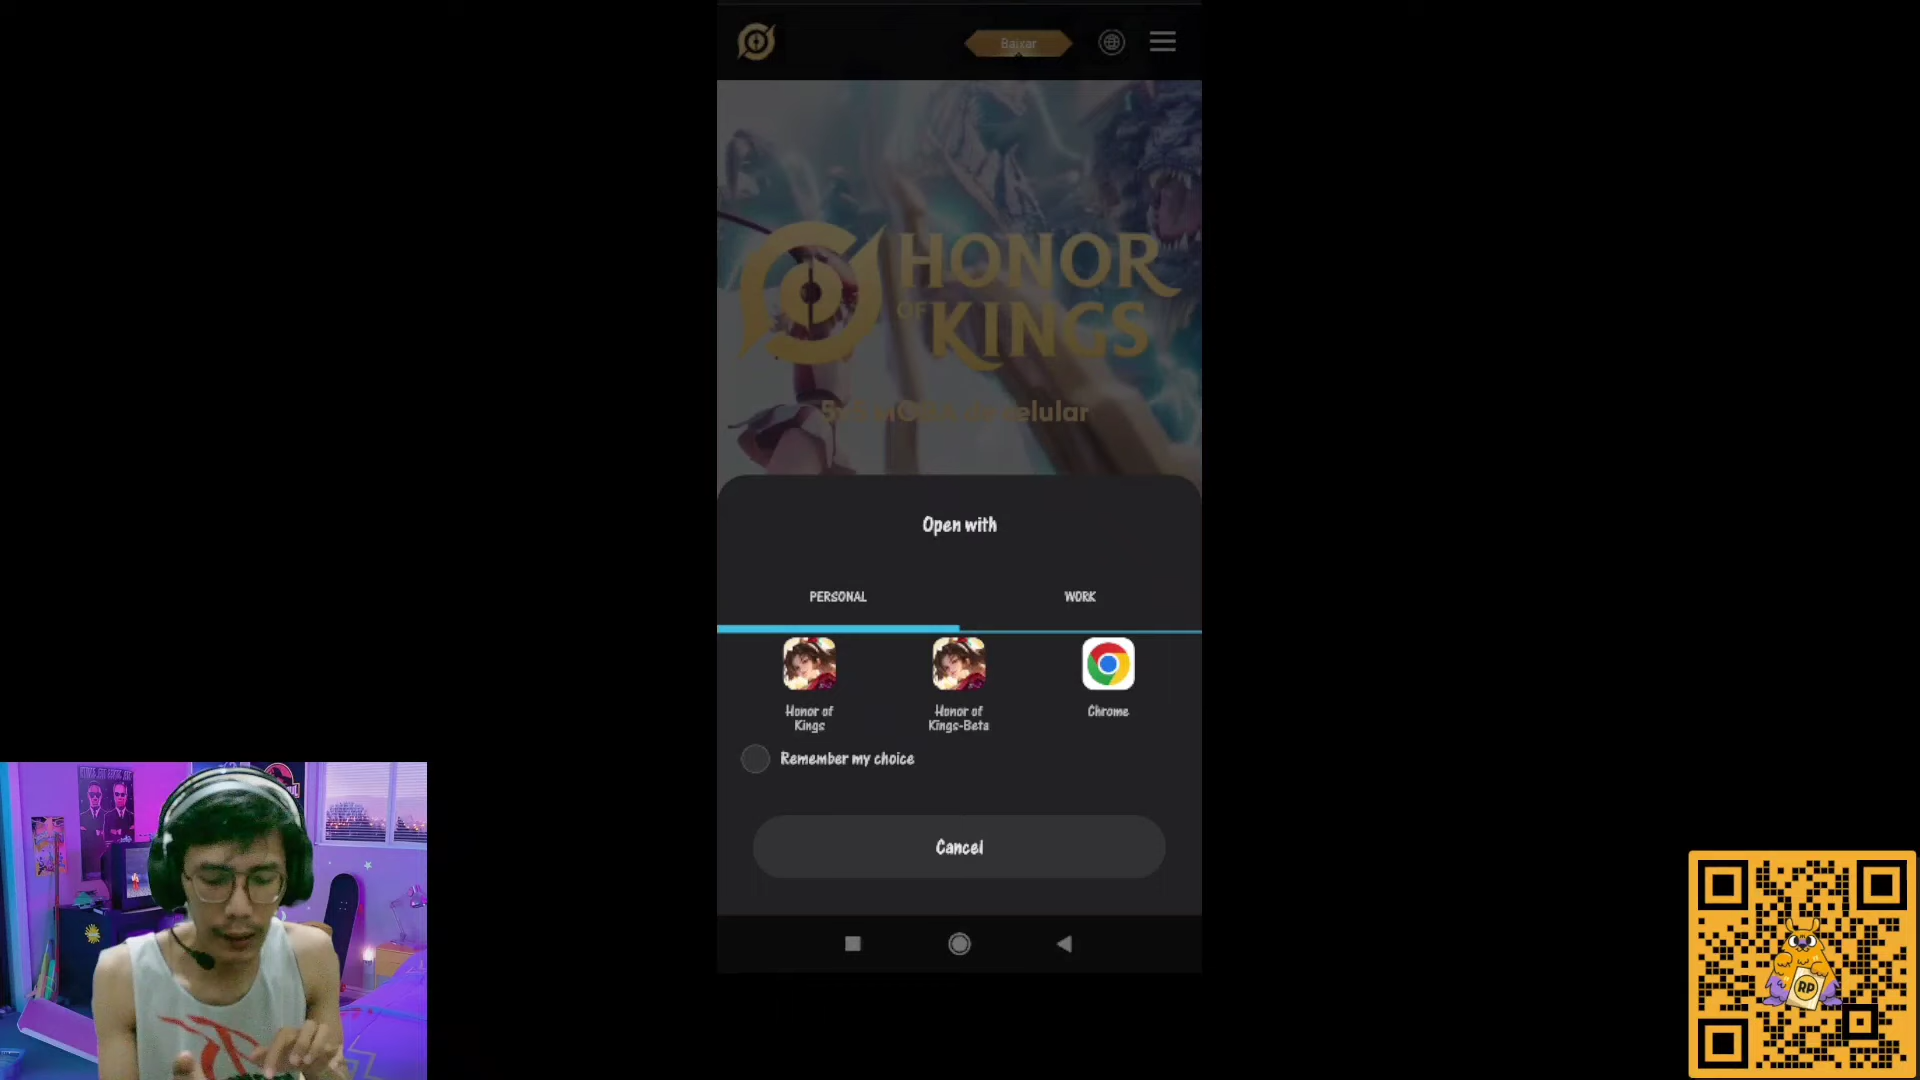 Baixar
HONOR
OF
KINGS
5v5 MOBA de celular
Open with
PERSONAL
WORK
Honor of
Kings
Honor of
Kings-Beta
Chrome
Remember my choice
Cancel
RP